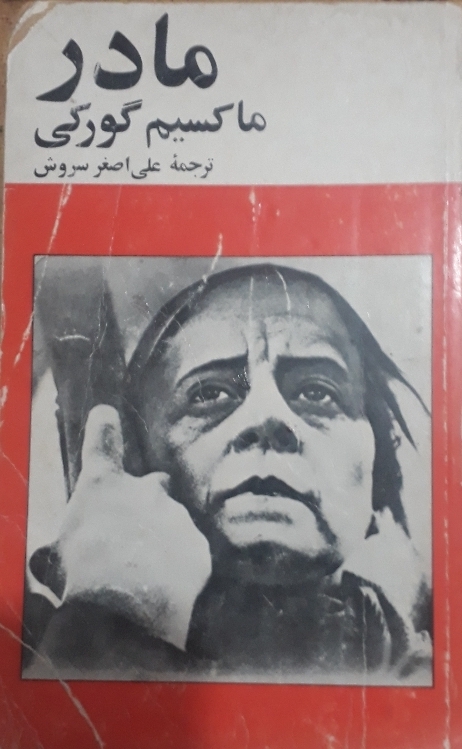 مادر
ماکسیم گورکی
ترجمهٔ علی‌اصغر سروش